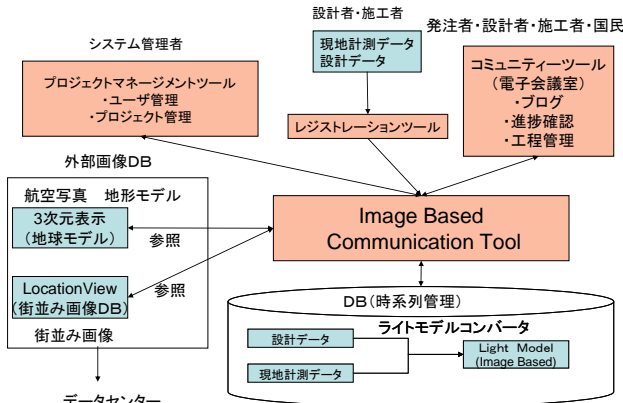 設計者・施工者
発注者・設計者・施工者・国民
システム管理者
現地計測データ
設計データ
プロジェクトマネージメントツール
・ユーザ管理
・プロジェクト管理
コミュニティーツール
(電子会議室)
・ブログ
・進捗確認
・工程管理
レジストレーションツール
外部画像DB
航空写真 地形モデル
3次元表示
(地球モデル)
参照
Image Based
Communication Tool
LocationView
(街並み画像DB)
参照
街並み画像
DB(時系列管理)
ライトモデルコンバータ
設計データ
現地計測データ
Light Model
(Image Based)
データセンター